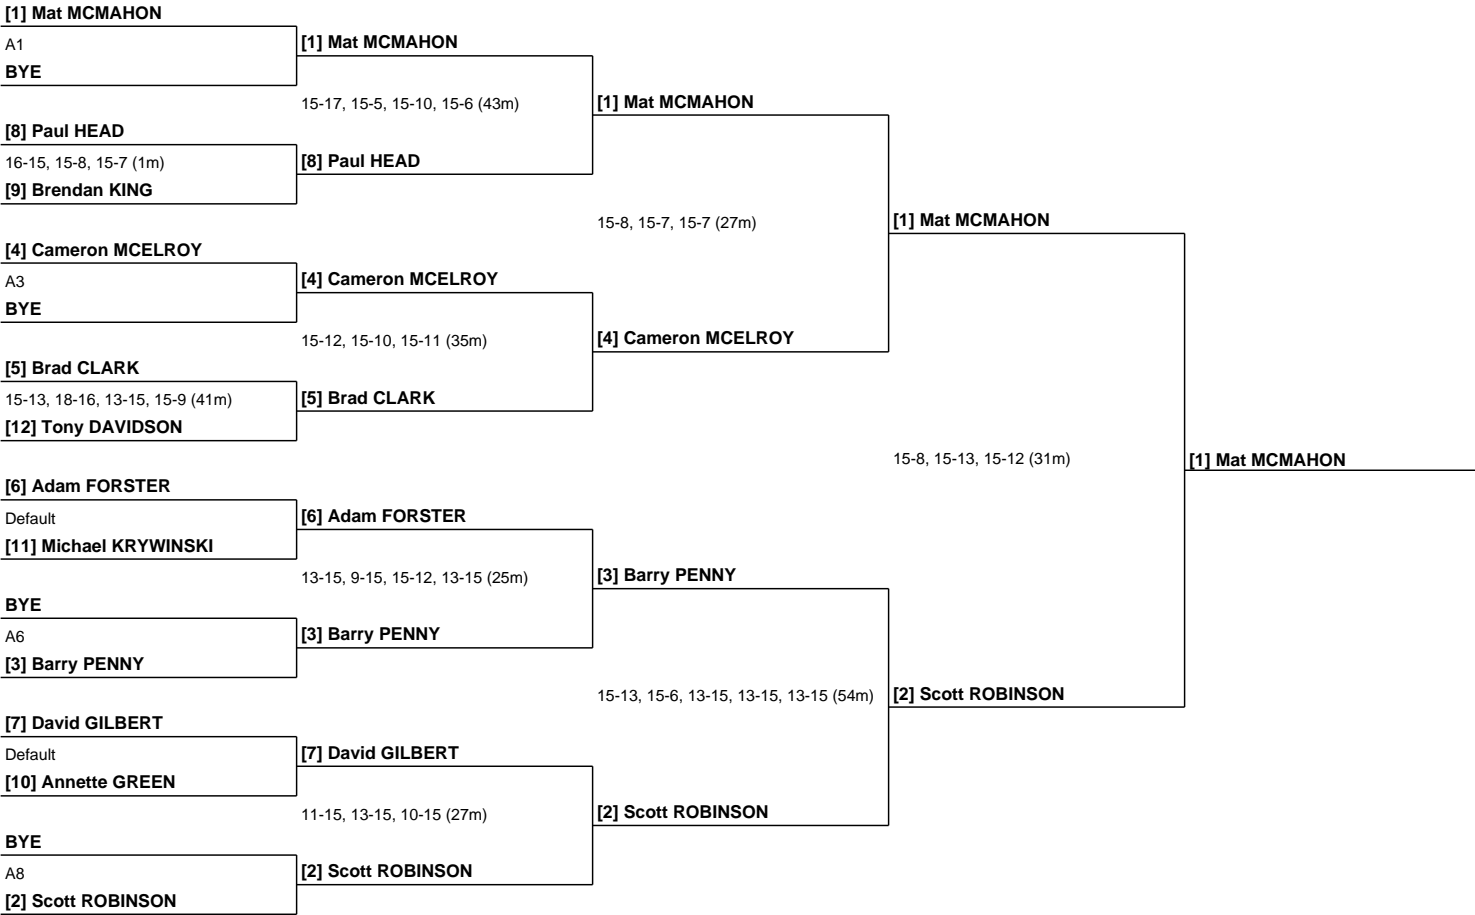 [1] Mat MCMAHON
A1
BYE
[8] Paul HEAD
16-15, 15-8, 15-7 (1m)
[9] Brendan KING
[4] Cameron MCELROY
A3
BYE
[5] Brad CLARK
15-13, 18-16, 13-15, 15-9 (41m)
[12] Tony DAVIDSON
[6] Adam FORSTER
Default
[11] Michael KRYWINSKI
BYE
A6
[3] Barry PENNY
[7] David GILBERT
Default
[10] Annette GREEN
BYE
A8
[2] Scott ROBINSON
[1] Mat MCMAHON
15-17, 15-5, 15-10, 15-6 (43m)
[8] Paul HEAD
[4] Cameron MCELROY
15-12, 15-10, 15-11 (35m)
[5] Brad CLARK
[6] Adam FORSTER
13-15, 9-15, 15-12, 13-15 (25m)
[3] Barry PENNY
[7] David GILBERT
11-15, 13-15, 10-15 (27m)
[2] Scott ROBINSON
[1] Mat MCMAHON
15-8, 15-7, 15-7 (27m)
[4] Cameron MCELROY
[3] Barry PENNY
15-13, 15-6, 13-15, 13-15, 13-15 (54m)
[2] Scott ROBINSON
[1] Mat MCMAHON
15-8, 15-13, 15-12 (31m)
[2] Scott ROBINSON
[1] Mat MCMAHON